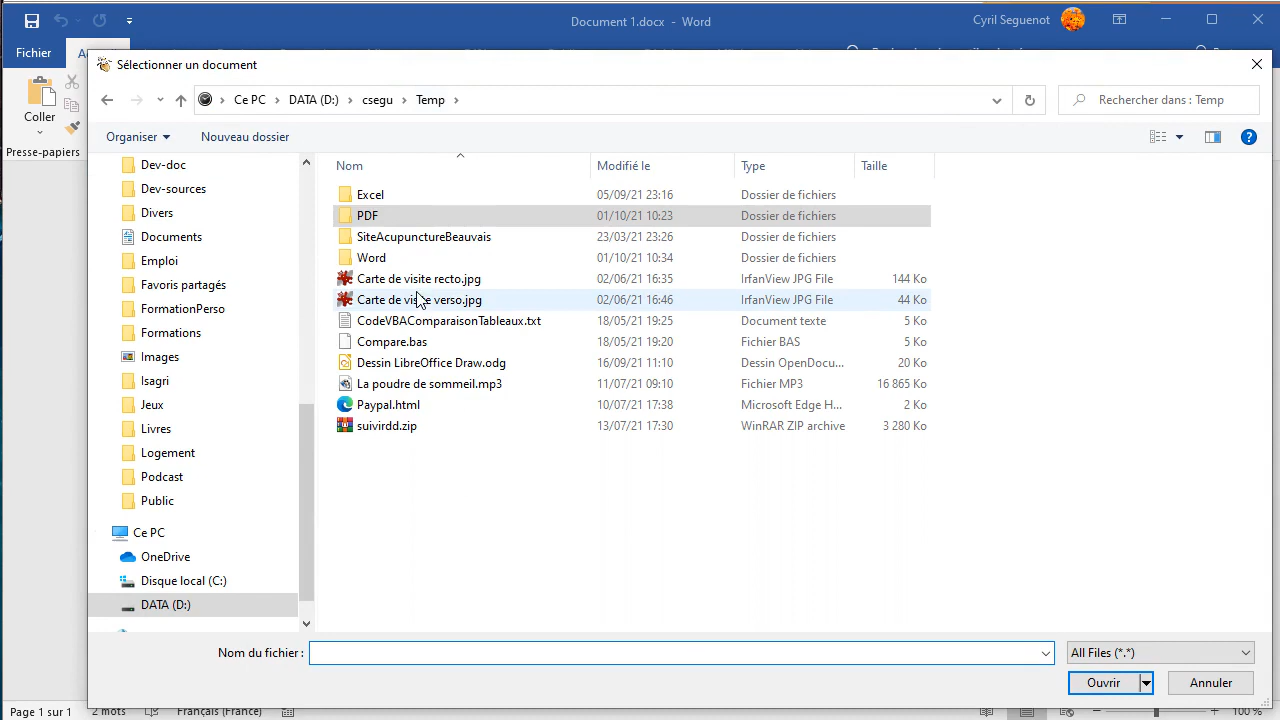 Document 1.docx - Word
Cyril Seguenot
Fichier
Coller
Presse-papiers
Sélectionner un document
Ce PC
DATA (D:)
csegu
Temp
Rechercher dans : Temp
Organiser
Nouveau dossier
Nom Modifié le Type Taille
Excel 05/09/21 23:16 Dossier de fichiers
PDF 01/10/21 10:23 Dossier de fichiers
SiteAcupunctureBeauvais 23/03/21 23:26 Dossier de fichiers
Word 01/10/21 10:34 Dossier de fichiers
Carte de visite recto.jpg 02/06/21 16:35 IrfanView JPG File 144 Ko
Carte de visite verso.jpg 02/06/21 16:46 IrfanView JPG File 44 Ko
CodeVBAComparaisonTableaux.txt 18/05/21 19:25 Document texte 5 Ko
Compare.bas 18/05/21 19:20 Fichier BAS 5 Ko
Dessin LibreOffice Draw.odg 16/09/21 11:10 Dessin OpenDocu... 20 Ko
La poudre de sommeil.mp3 11/07/21 09:10 Fichier MP3 16 865 Ko
Paypal.html 10/07/21 17:38 Microsoft Edge H... 2 Ko
suivirdd.zip 13/07/21 17:30 WinRAR ZIP archive 3 280 Ko
Dev-doc
Dev-sources
Divers
Documents
Emploi
Favoris partagés
FormationPerso
Formations
Images
Isagri
Jeux
Livres
Logement
Podcast
Public
Ce PC
OneDrive
Disque local (C:)
DATA (D:)
Nom du fichier :
All Files (*.*)
Ouvrir
Annuler
Page 1 sur 1
2 mots
Français (France)
100 %